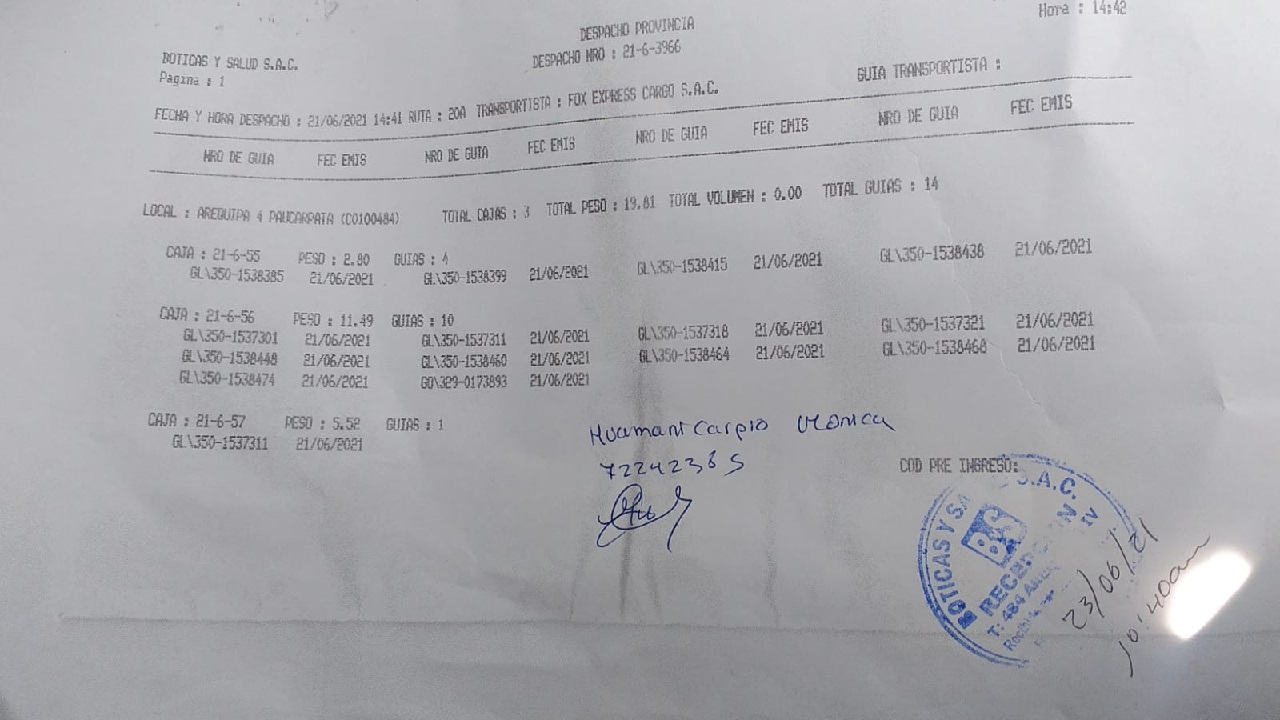 Hora : 14:42
DESPACHO PROVINCIA
DESPACHO NRO : 21-6-3966
BOTICAS Y SALUD S.A.C.
Pagina : 1
GUIA TRANSPORTISTA :
FECHA Y HORA DESPACHO : 21/06/2021 14:41 RUTA : 20A TRANSPORTISTA : FOX EXPRESS CARGO S.A.C.
NRO DE GUIA FEC EMIS NRO DE GUIA FEC EMIS NRO DE GUIA FEC EMIS NRO DE GUIA FEC EMIS
LOCAL : AREQUIPA 4 PAUCARPATA (C0100484) TOTAL CAJAS : 3 TOTAL PESO : 19.81 TOTAL VOLUMEN : 0.00 TOTAL GUIAS : 14
CAJA : 21-6-55 PESO : 2.80 GUIAS : 4
GL\350-1538385 21/06/2021 GL\350-1538399 21/06/2021 GL\350-1538415 21/06/2021 GL\350-1538438 21/06/2021
CAJA : 21-6-56 PESO : 11.49 GUIAS : 10
GL\350-1537301 21/06/2021 GL\350-1537311 21/06/2021 GL\350-1537318 21/06/2021 GL\350-1537321 21/06/2021
GL\350-1538448 21/06/2021 GL\350-1538460 21/06/2021 GL\350-1538464 21/06/2021 GL\350-1538468 21/06/2021
GL\350-1538474 21/06/2021 GO\329-0173893 21/06/2021
CAJA : 21-6-57 PESO : 5.52 GUIAS : 1
GL\350-1537311 21/06/2021
Huamani Carpio Monica
72242385
COD PRE INGRESO:
BOTICAS Y S.A.C.
BS
IV
T: 484
23/06/21
10:40am